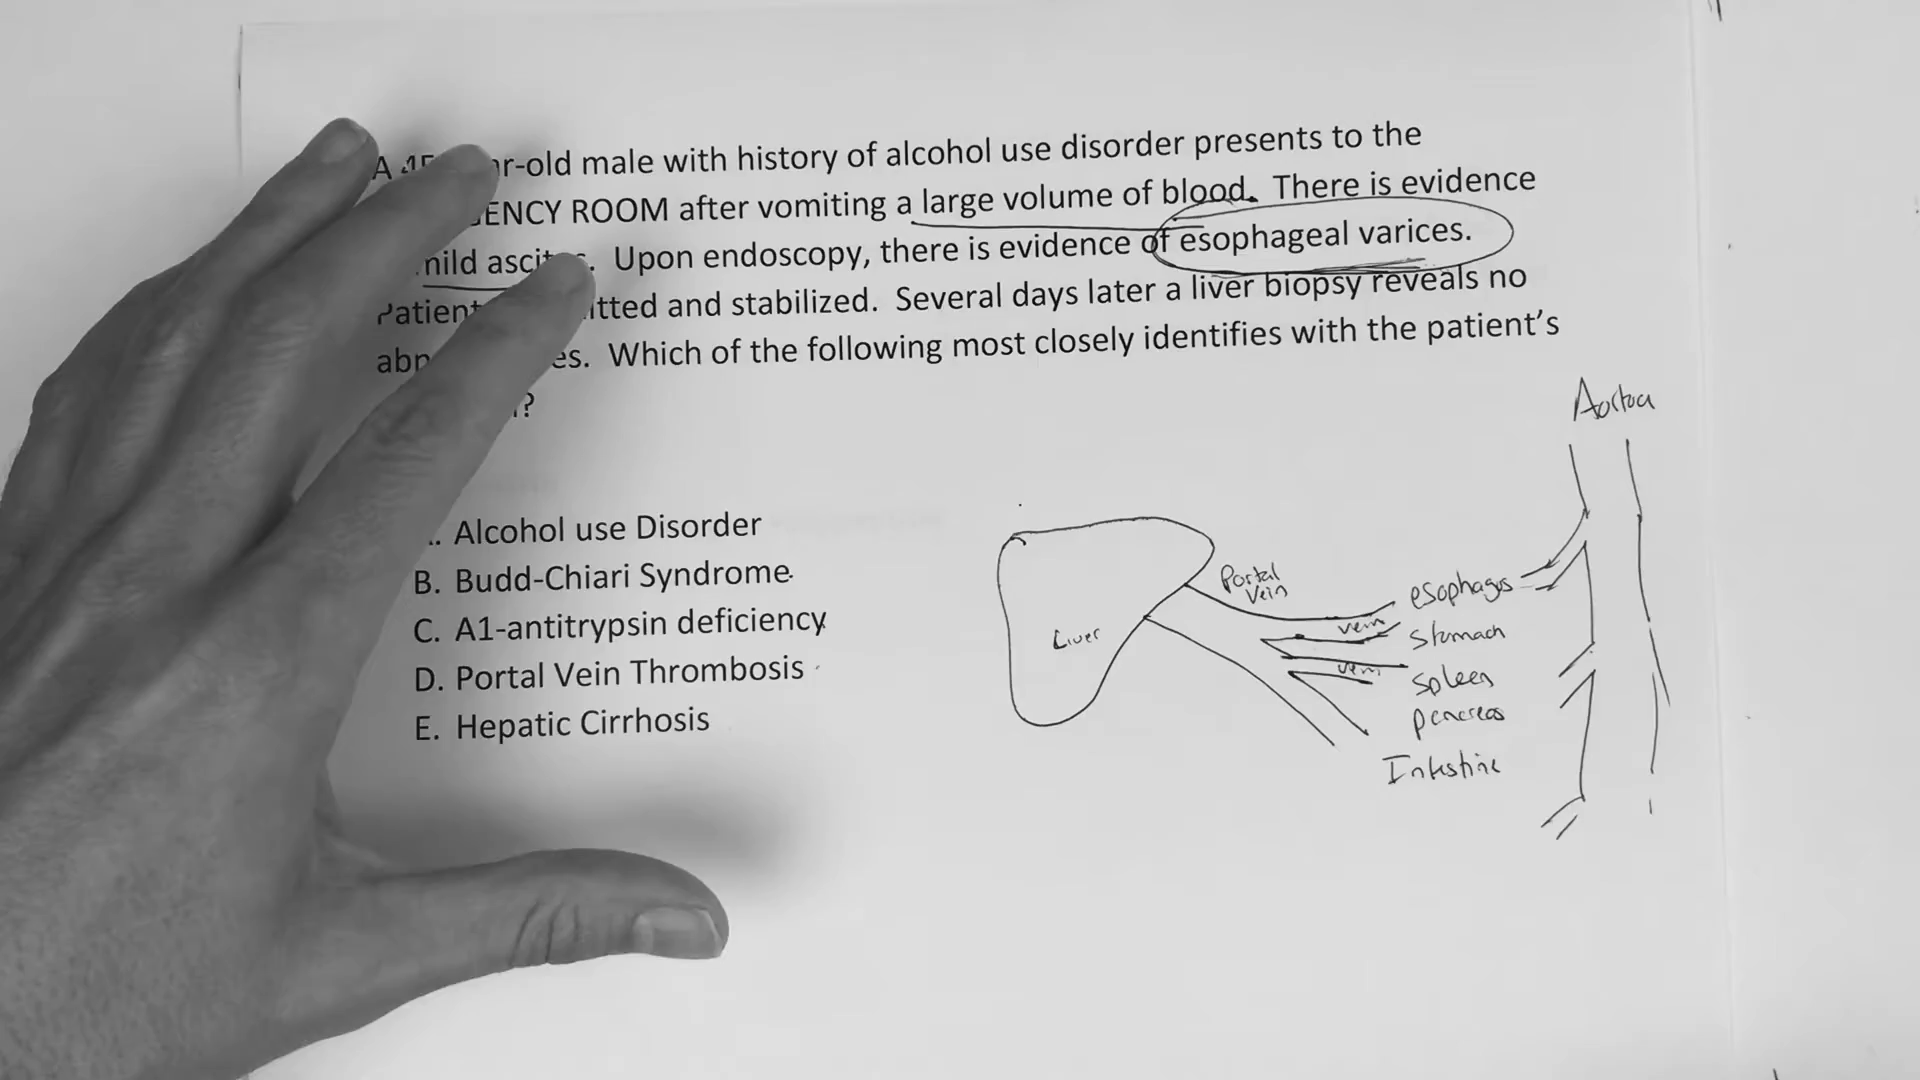 A r-old male with history of alcohol use disorder presents to the
ENCY ROOM after vomiting a large volume of blood. There is evidence
mild ascites. Upon endoscopy, there is evidence of esophageal varices.
Patient itted and stabilized. Several days later a liver biopsy reveals no
abn es. Which of the following most closely identifies with the patient's
?
Alcohol use Disorder
B. Budd-Chiari Syndrome
C. A1-antitrypsin deficiency
D. Portal Vein Thrombosis
E. Hepatic Cirrhosis
Aorta
Portal
Vein
esophagus
vein
stomach
Liver
vein
spleen
pancreas
Intestine